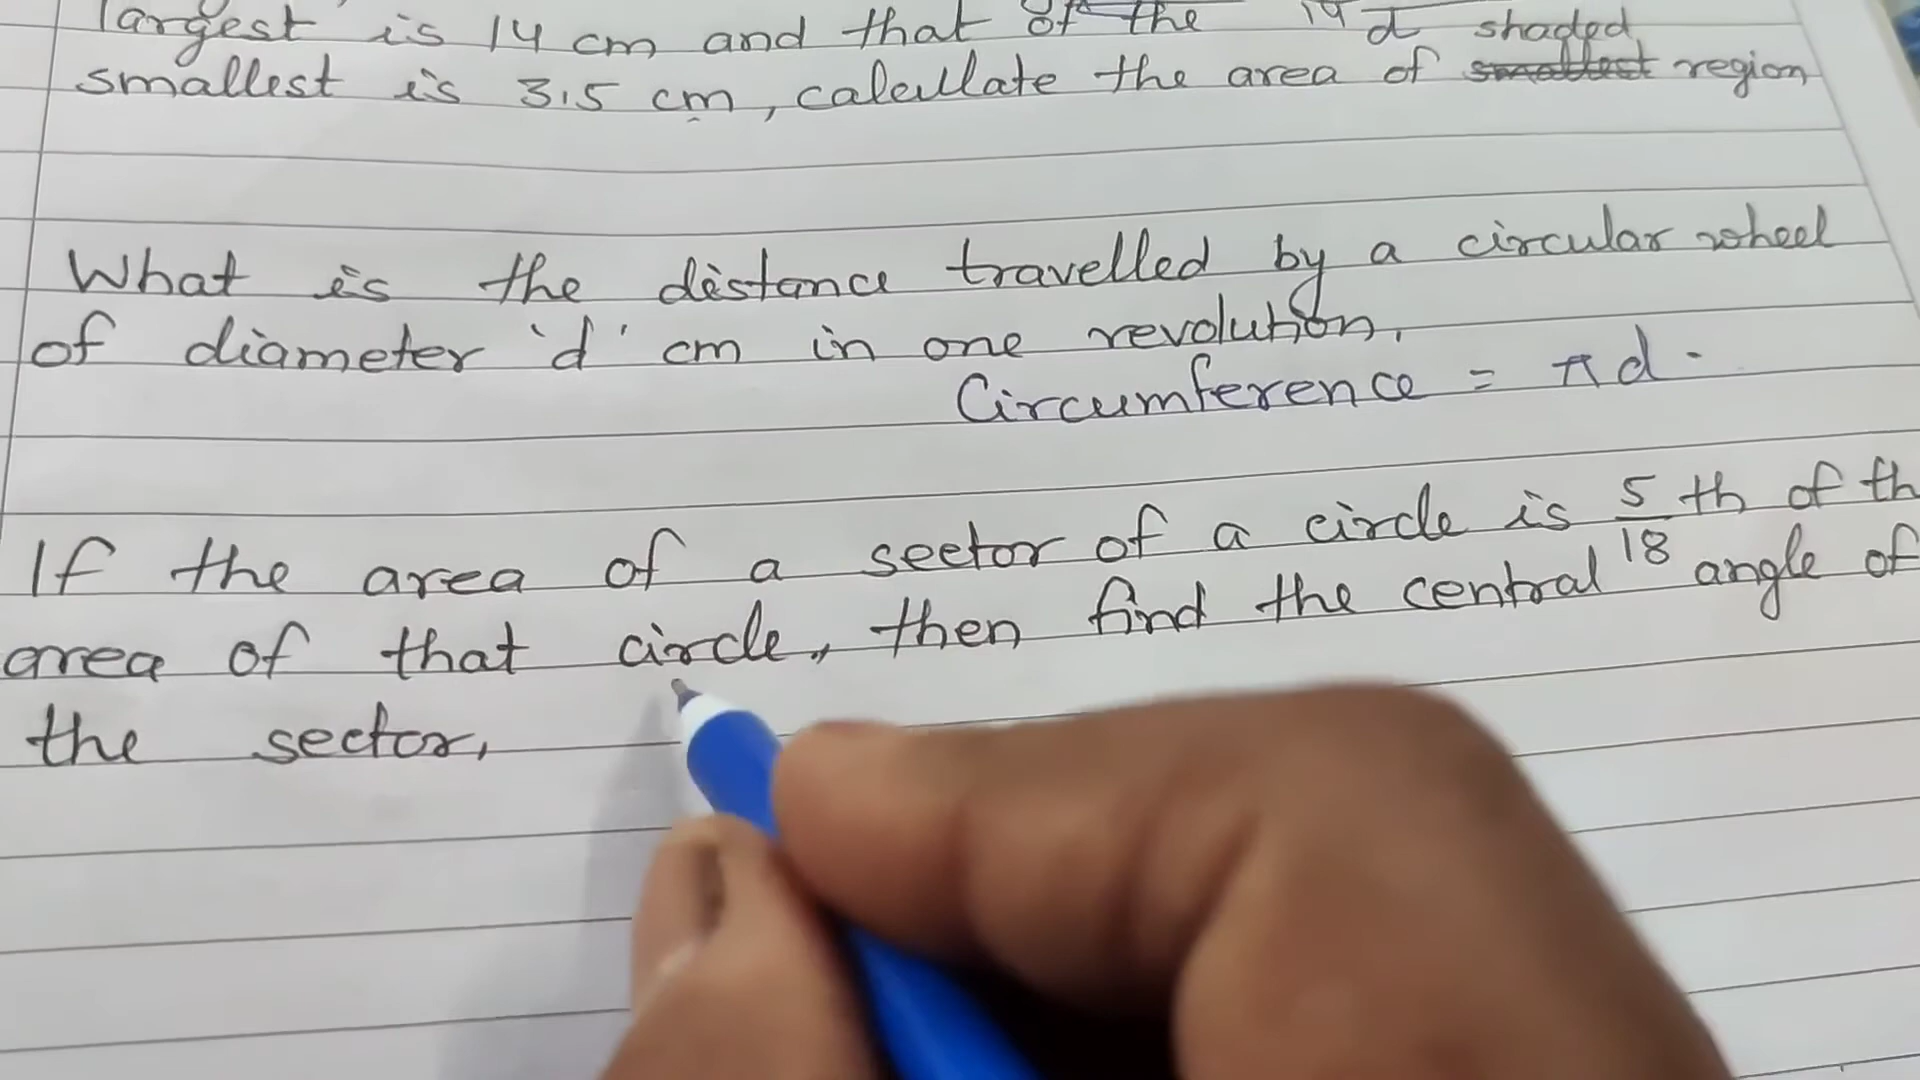 largest is 14 cm and that of the 14 d shaded
smallest is 3.5 cm, calculate the area of smallest region
What is the distance travelled by a circular wheel
of diameter 'd' cm in one revolution.
Circumference = πd.
If the area of a sector of a circle is 5/18 th of th
area of that circle, then find the central angle of
the sector.